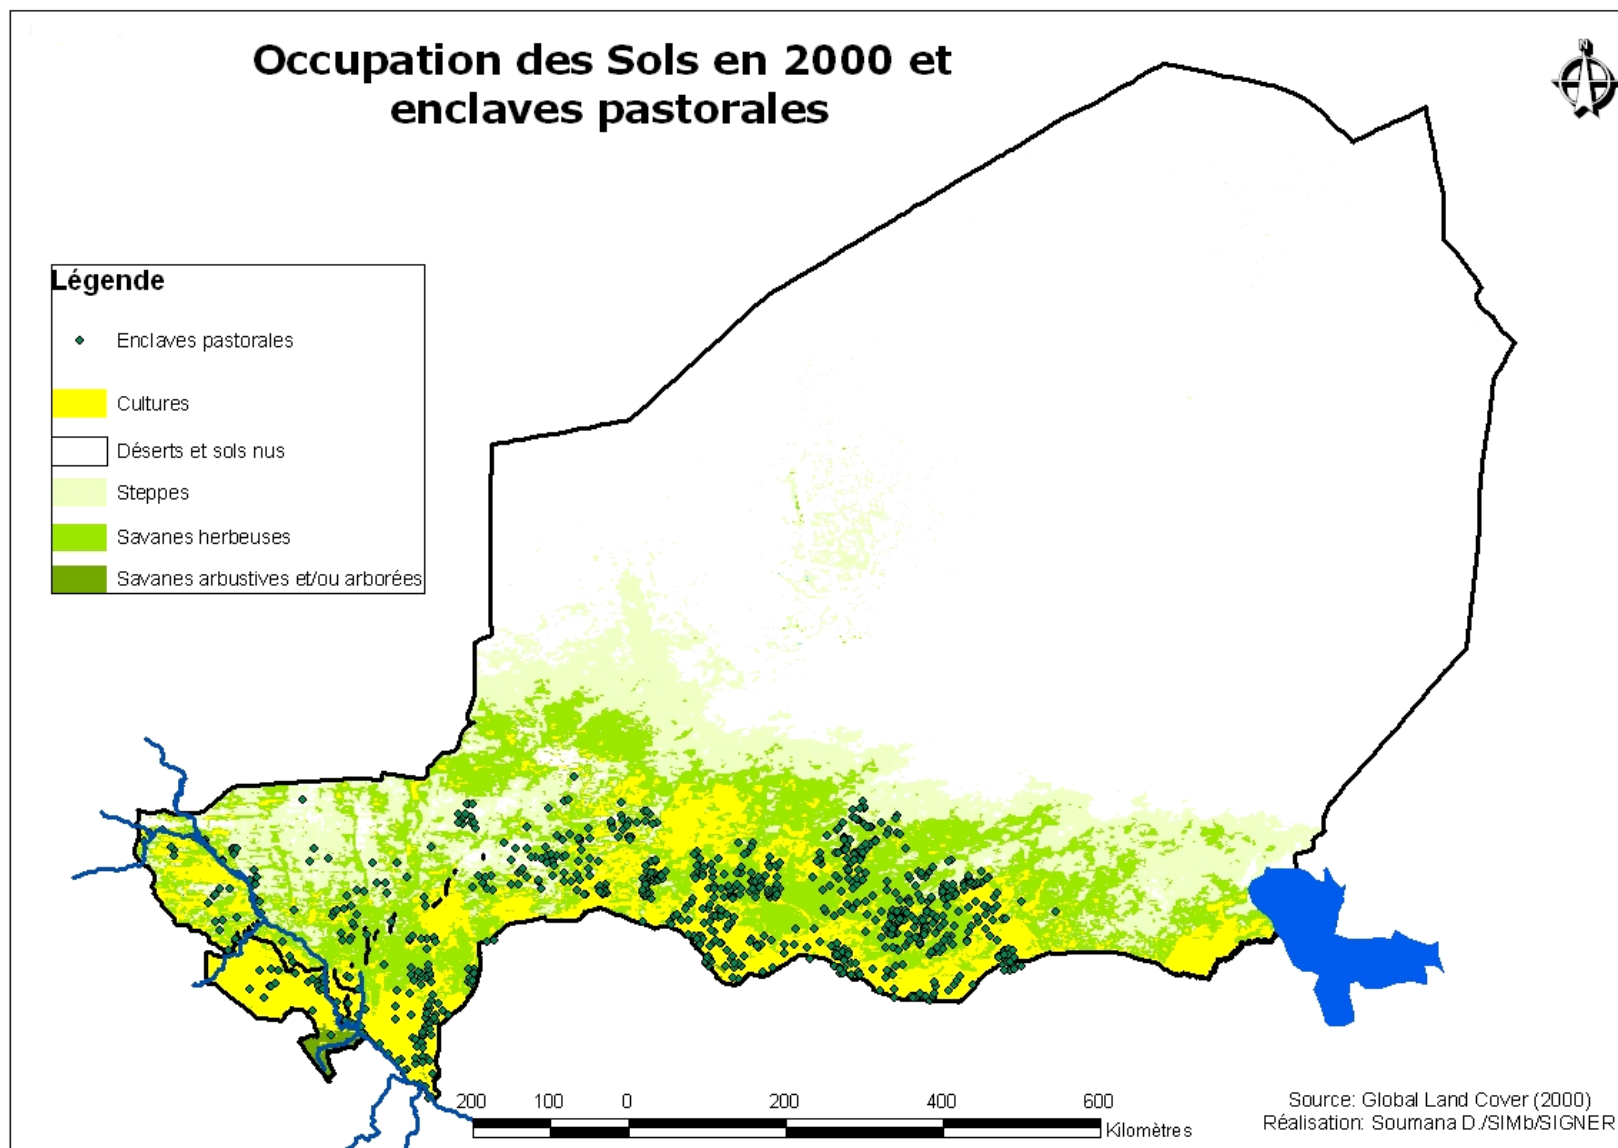 Occupation des Sols en 2000 et
enclaves pastorales
N
Légende
Enclaves pastorales
Cultures
Déserts et sols nus
Steppes
Savanes herbeuses
Savanes arbustives et/ou arborées
200 100 0 200 400 600
Kilomètres
Source: Global Land Cover (2000)
Réalisation: Soumana D./SIMb/SIGNER